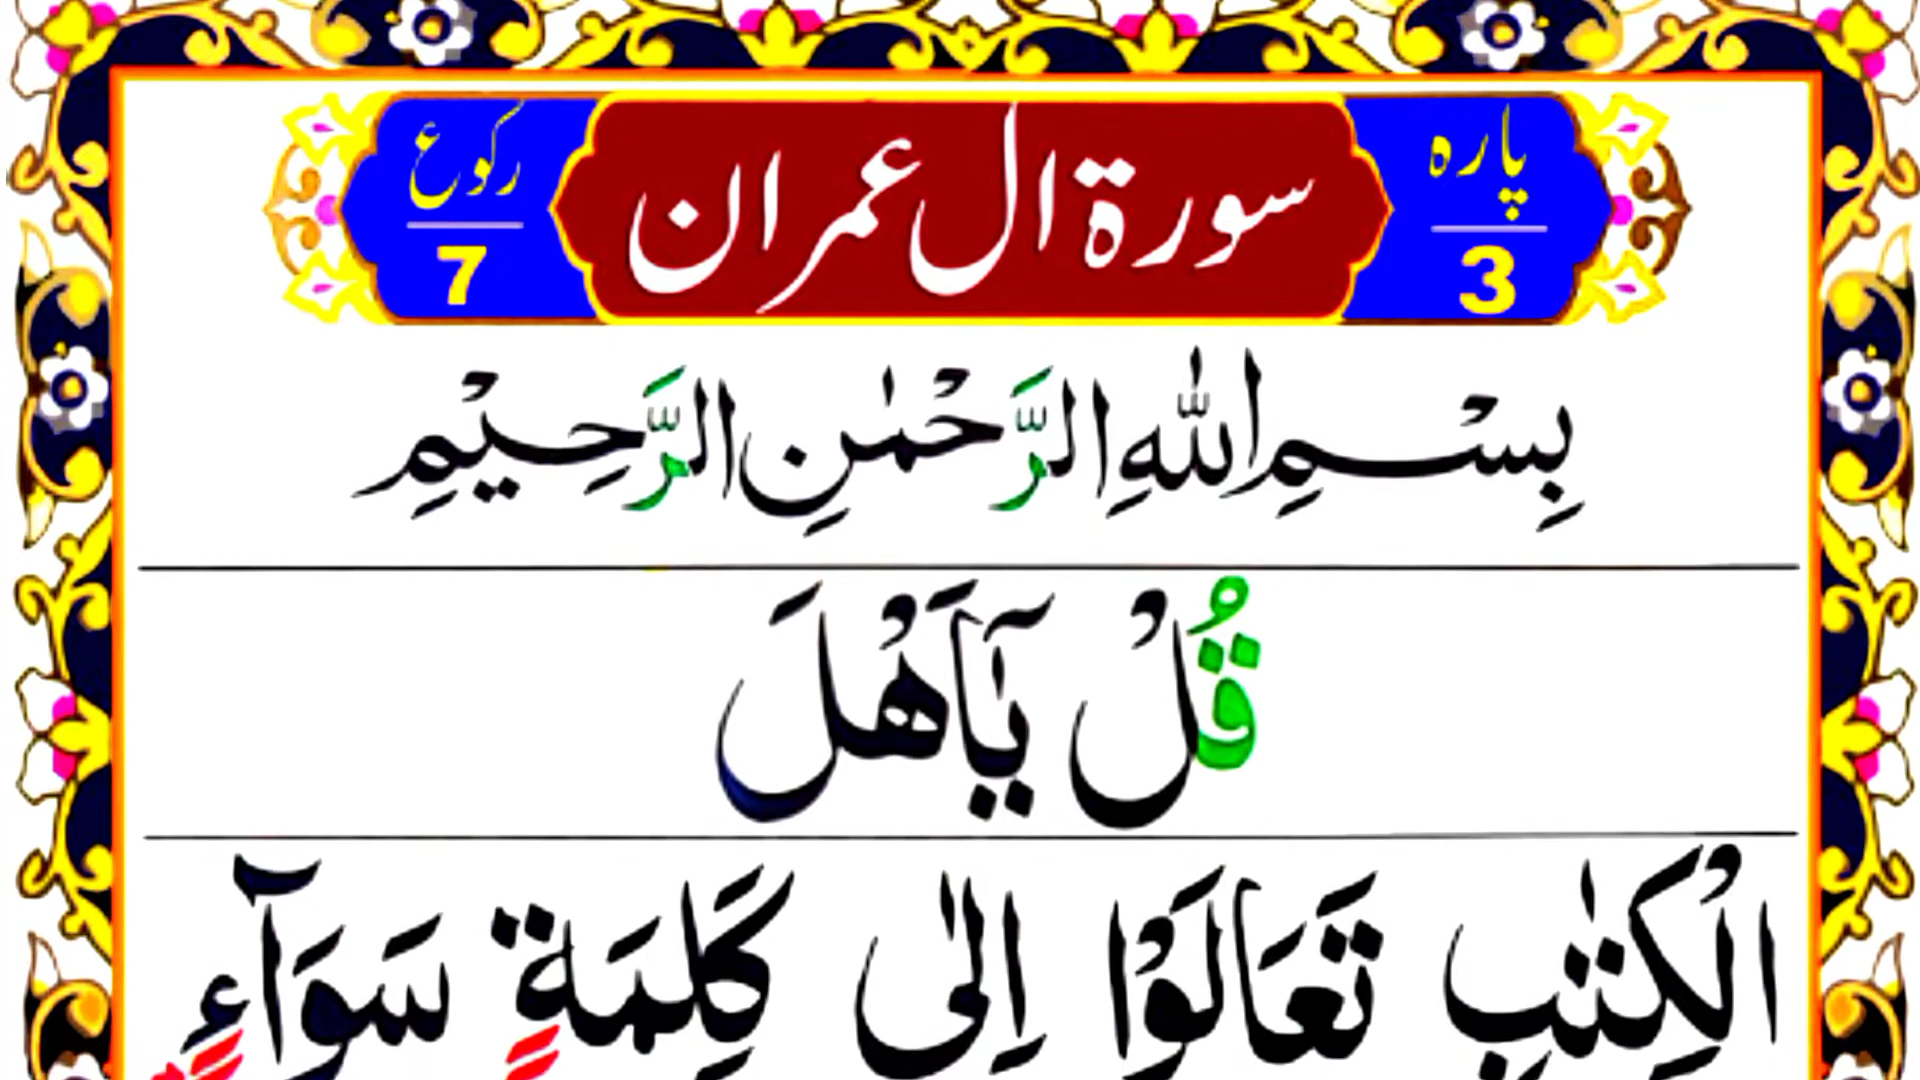 پارہ 3 سورۃ ال عمران رکوع 7
بِسْمِ اللّٰهِ الرَّحْمٰنِ الرَّحِيْمِ
قُلْ يٰٓاَهْلَ
الْكِتٰبِ تَعَالَوْا اِلٰى كَلِمَةٍ سَوَآءٍ